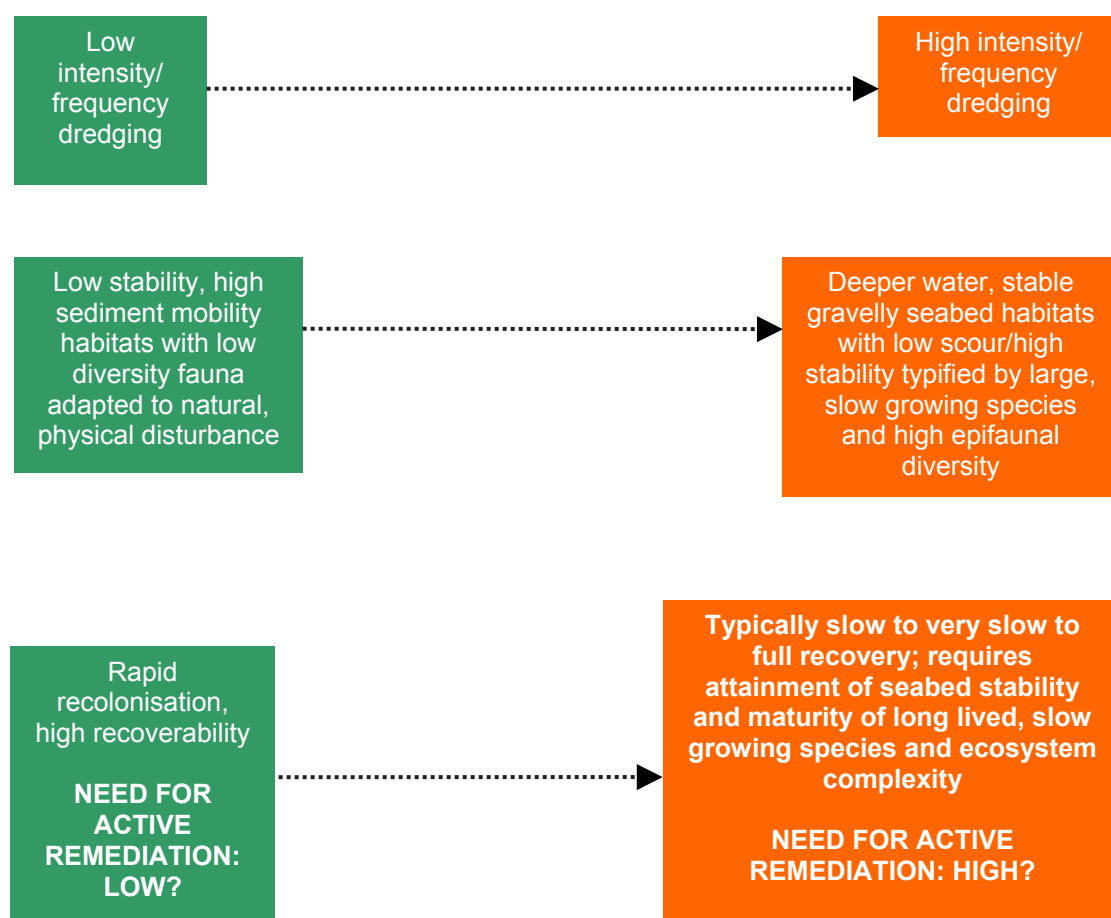 Low
intensity/
frequency
dredging
High intensity/
frequency
dredging
Low stability, high
sediment mobility
habitats with low
diversity fauna
adapted to natural,
physical disturbance
Deeper water, stable
gravelly seabed habitats
with low scour/high
stability typified by large,
slow growing species
and high epifaunal
diversity
Rapid
recolonisation,
high recoverability
NEED FOR
ACTIVE
REMEDIATION:
LOW?
Typically slow to very slow to
full recovery; requires
attainment of seabed stability
and maturity of long lived, slow
growing species and ecosystem
complexity
NEED FOR ACTIVE
REMEDIATION: HIGH?